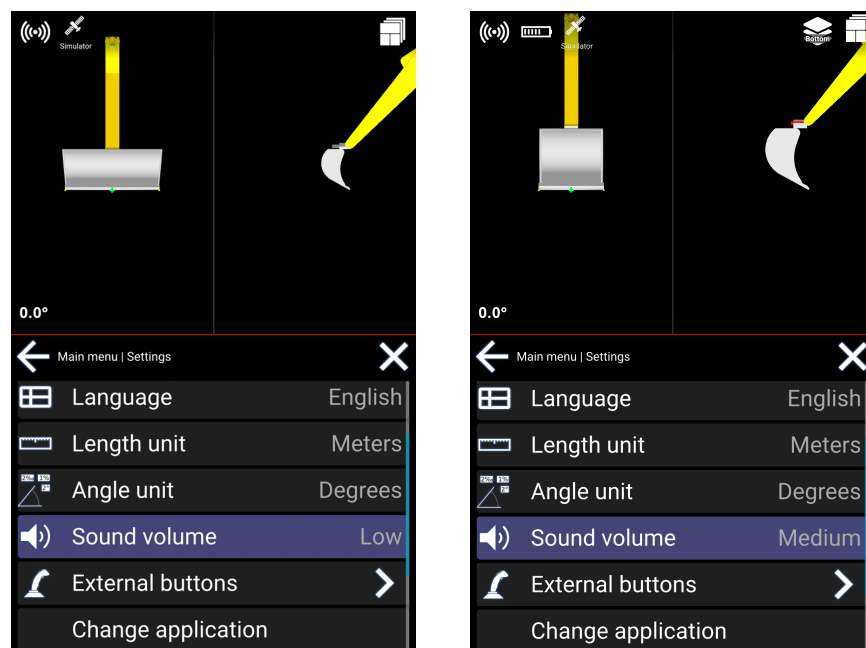 Simulator
0.0°
Main menu | Settings
Language English
Length unit Meters
Angle unit Degrees
Sound volume Low
External buttons
Change application
Simulator
Bottom
0.0°
Main menu | Settings
Language English
Length unit Meters
Angle unit Degrees
Sound volume Medium
External buttons
Change application